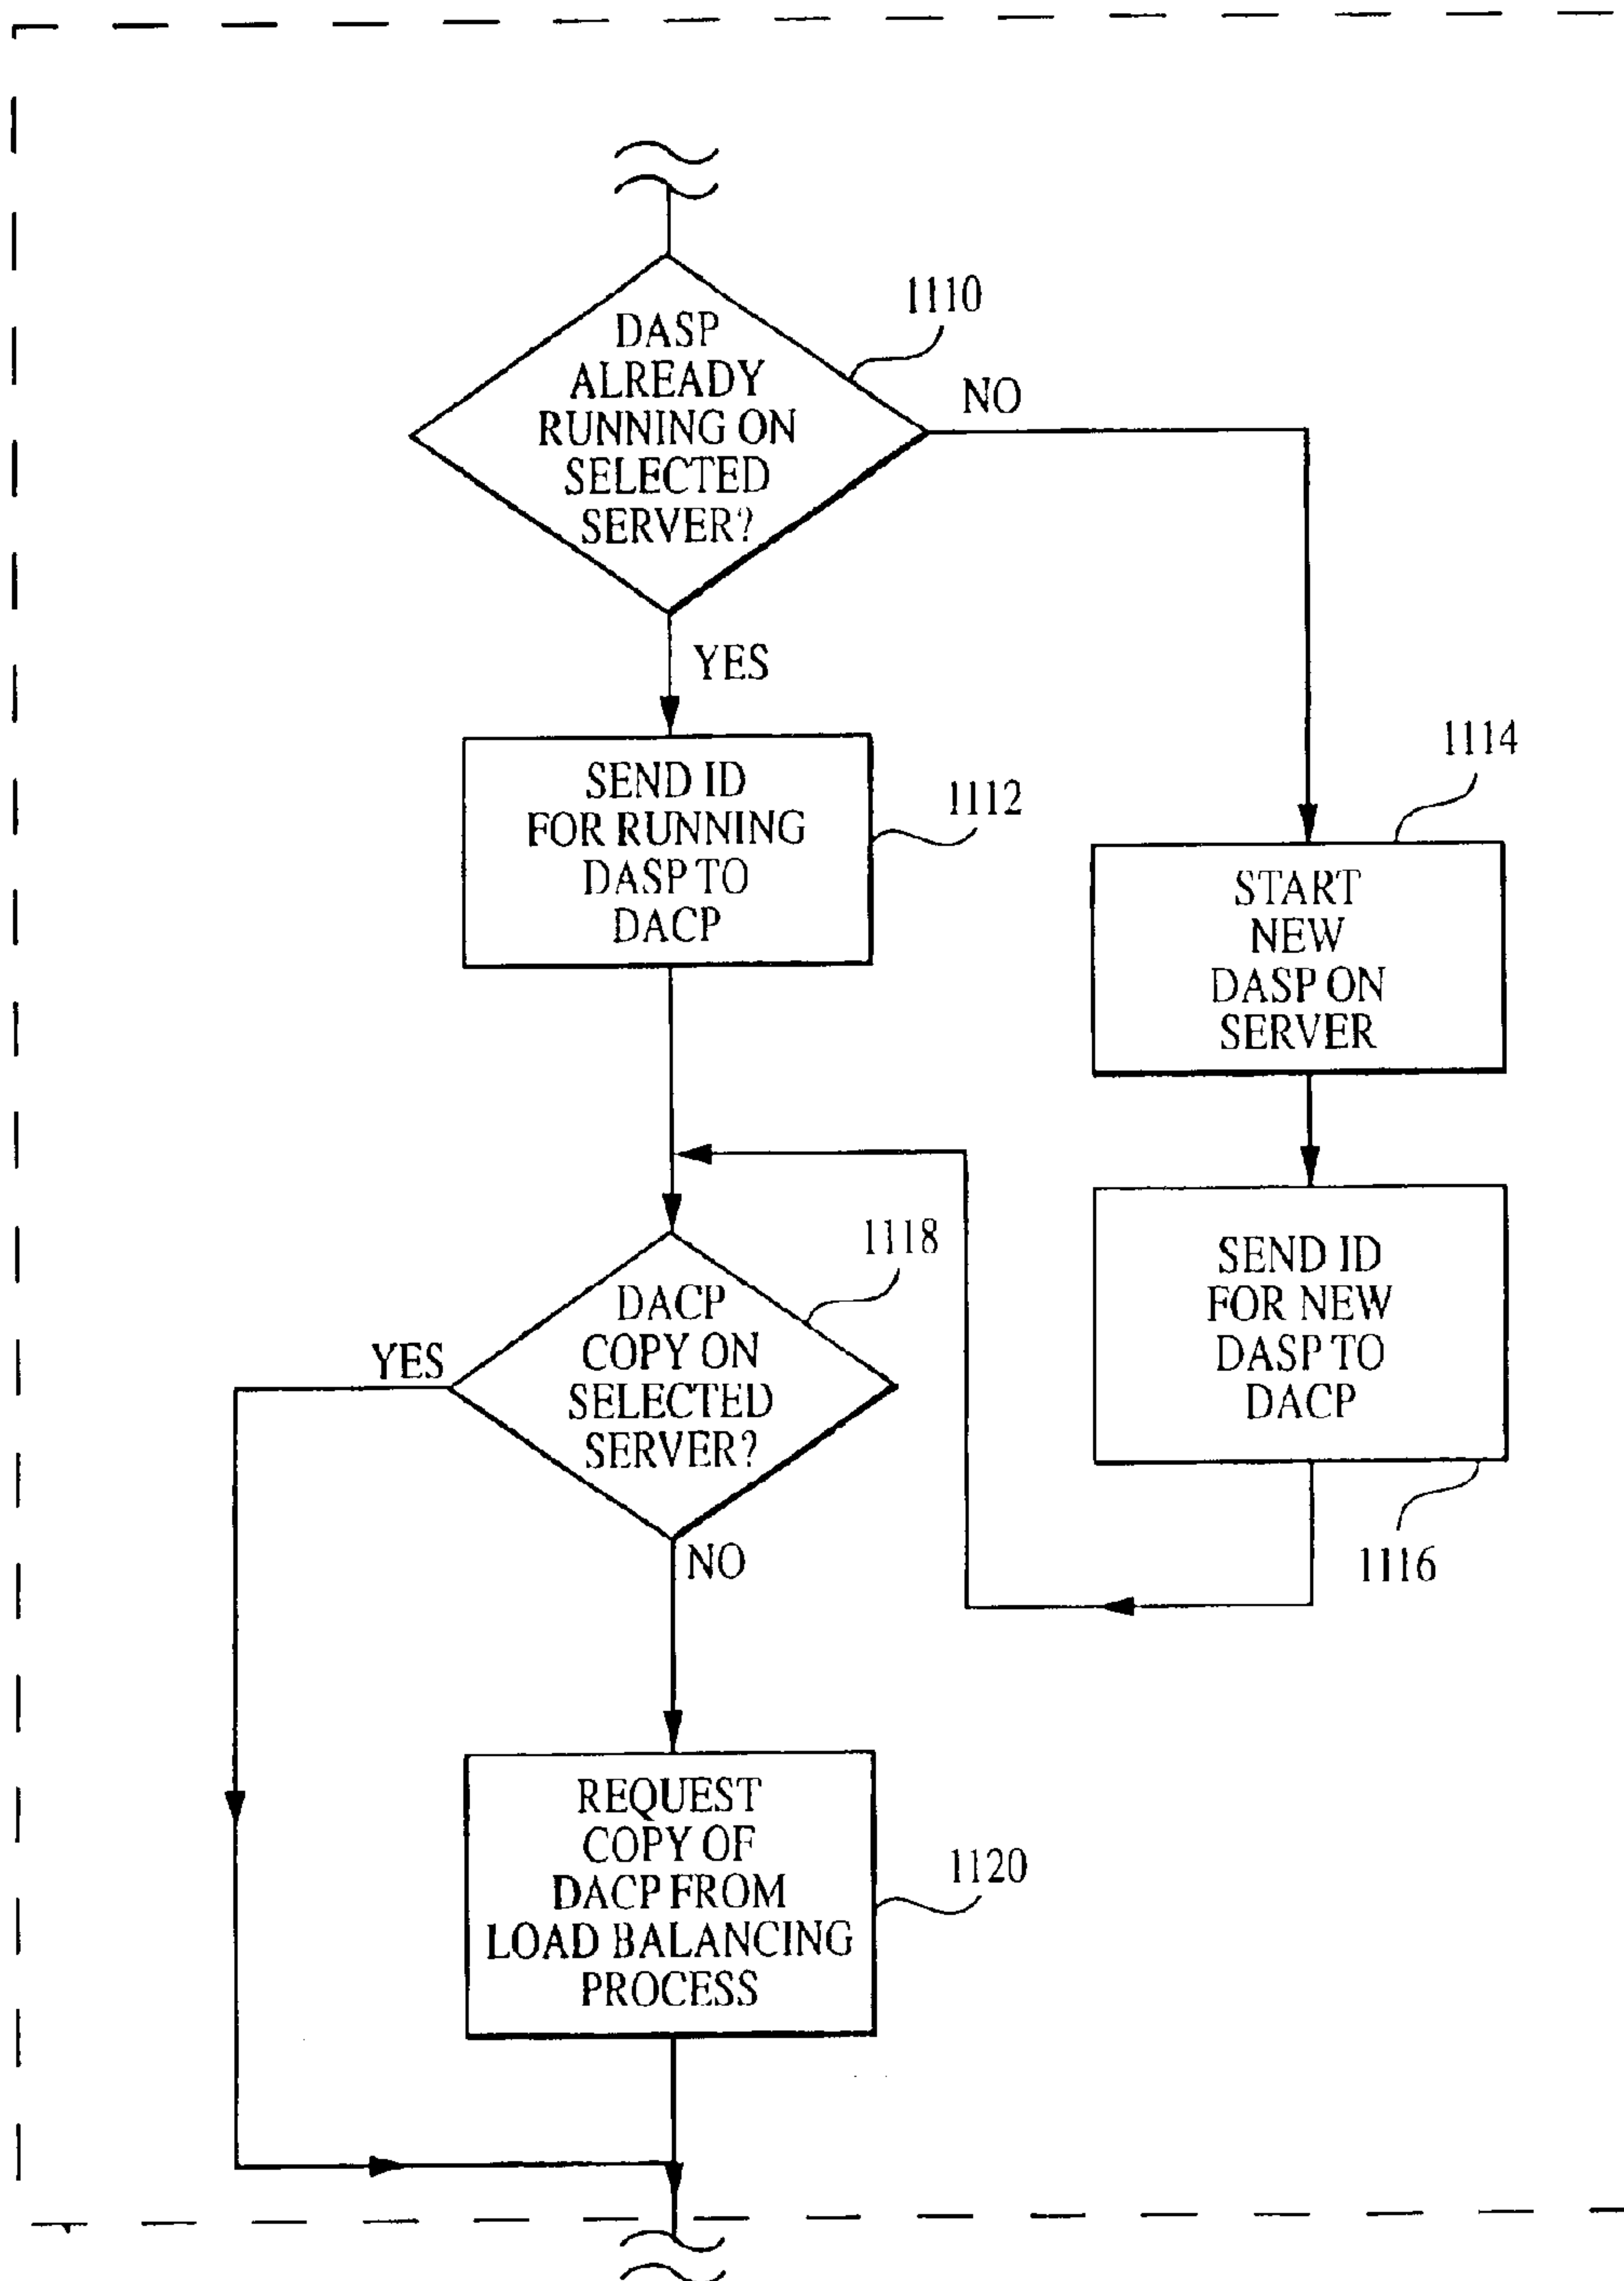 1110
DASP
ALREADY
RUNNING ON
SELECTED
SERVER?
NO
YES
SEND ID
FOR RUNNING
DASP TO
DACP
1112
1114
START
NEW
DASP ON
SERVER
1118
DACP
COPY ON
SELECTED
SERVER?
YES
NO
SEND ID
FOR NEW
DASP TO
DACP
1116
REQUEST
COPY OF
DACP FROM
LOAD BALANCING
PROCESS
1120